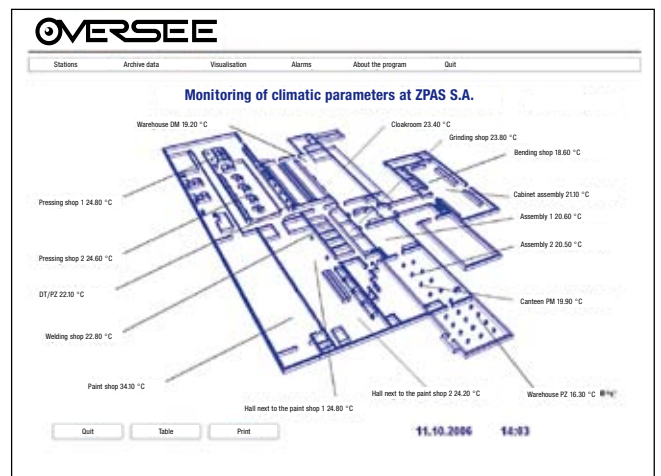 OVERSEE
Stations Archive data Visualisation Alarms About the program Quit
Monitoring of climatic parameters at ZPAS S.A.
Warehouse DM 19.20 °C
Cloakroom 23.40 °C
Grinding shop 23.80 °C
Bending shop 18.60 °C
Cabinet assembly 21.10 °C
Pressing shop 1 24.80 °C
Assembly 1 20.60 °C
Assembly 2 20.50 °C
Pressing shop 2 24.60 °C
DT/PZ 22.10 °C
Canteen PM 19.90 °C
Welding shop 22.80 °C
Paint shop 34.10 °C
Hall next to the paint shop 2 24.20 °C
Warehouse PZ 16.30 °C
Hall next to the paint shop 1 24.80 °C
Quit Table Print 11.10.2006 14:03